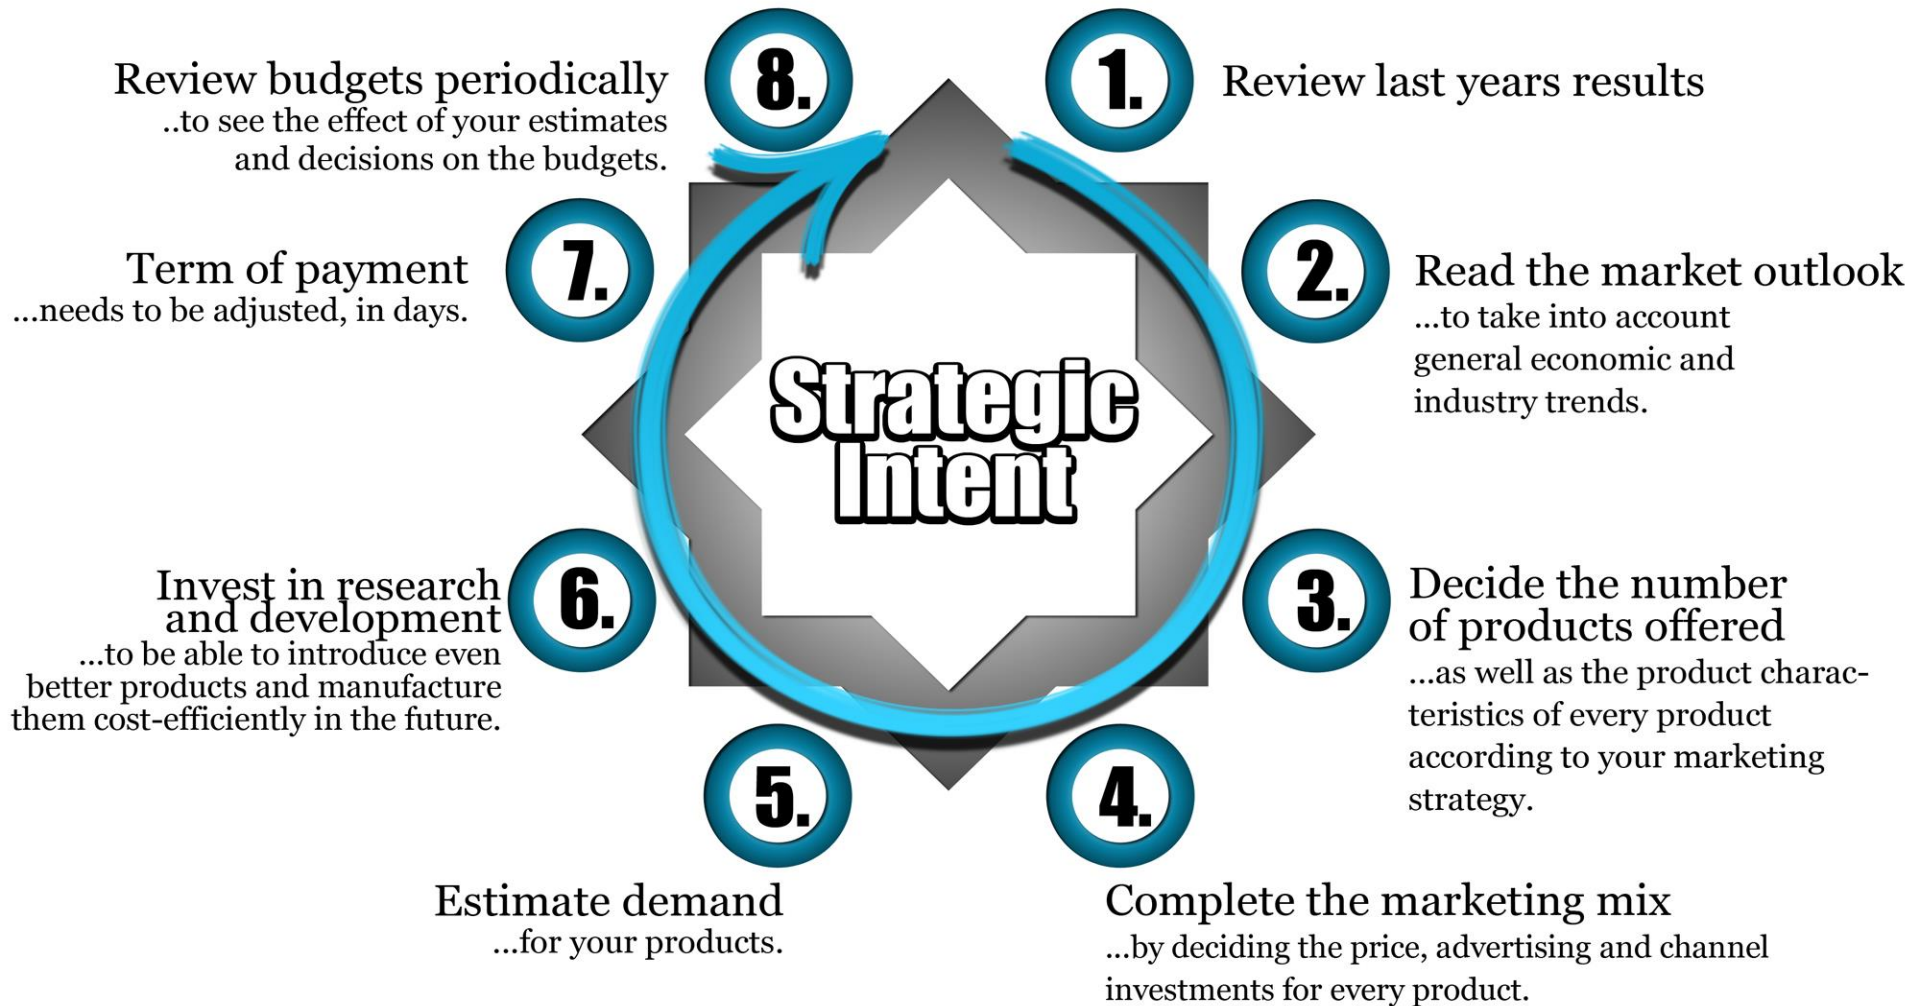 1.
Review last years results
2.
Read the market outlook
...to take into account
general economic and
industry trends.
3.
Decide the number
of products offered
...as well as the product charac-
teristics of every product
according to your marketing
strategy.
4.
Complete the marketing mix
...by deciding the price, advertising and channel
investments for every product.
5.
Estimate demand
...for your products.
6.
Invest in research
and development
...to be able to introduce even
better products and manufacture
them cost-efficiently in the future.
7.
Term of payment
...needs to be adjusted, in days.
8.
Review budgets periodically
..to see the effect of your estimates
and decisions on the budgets.
Strategic
Intent